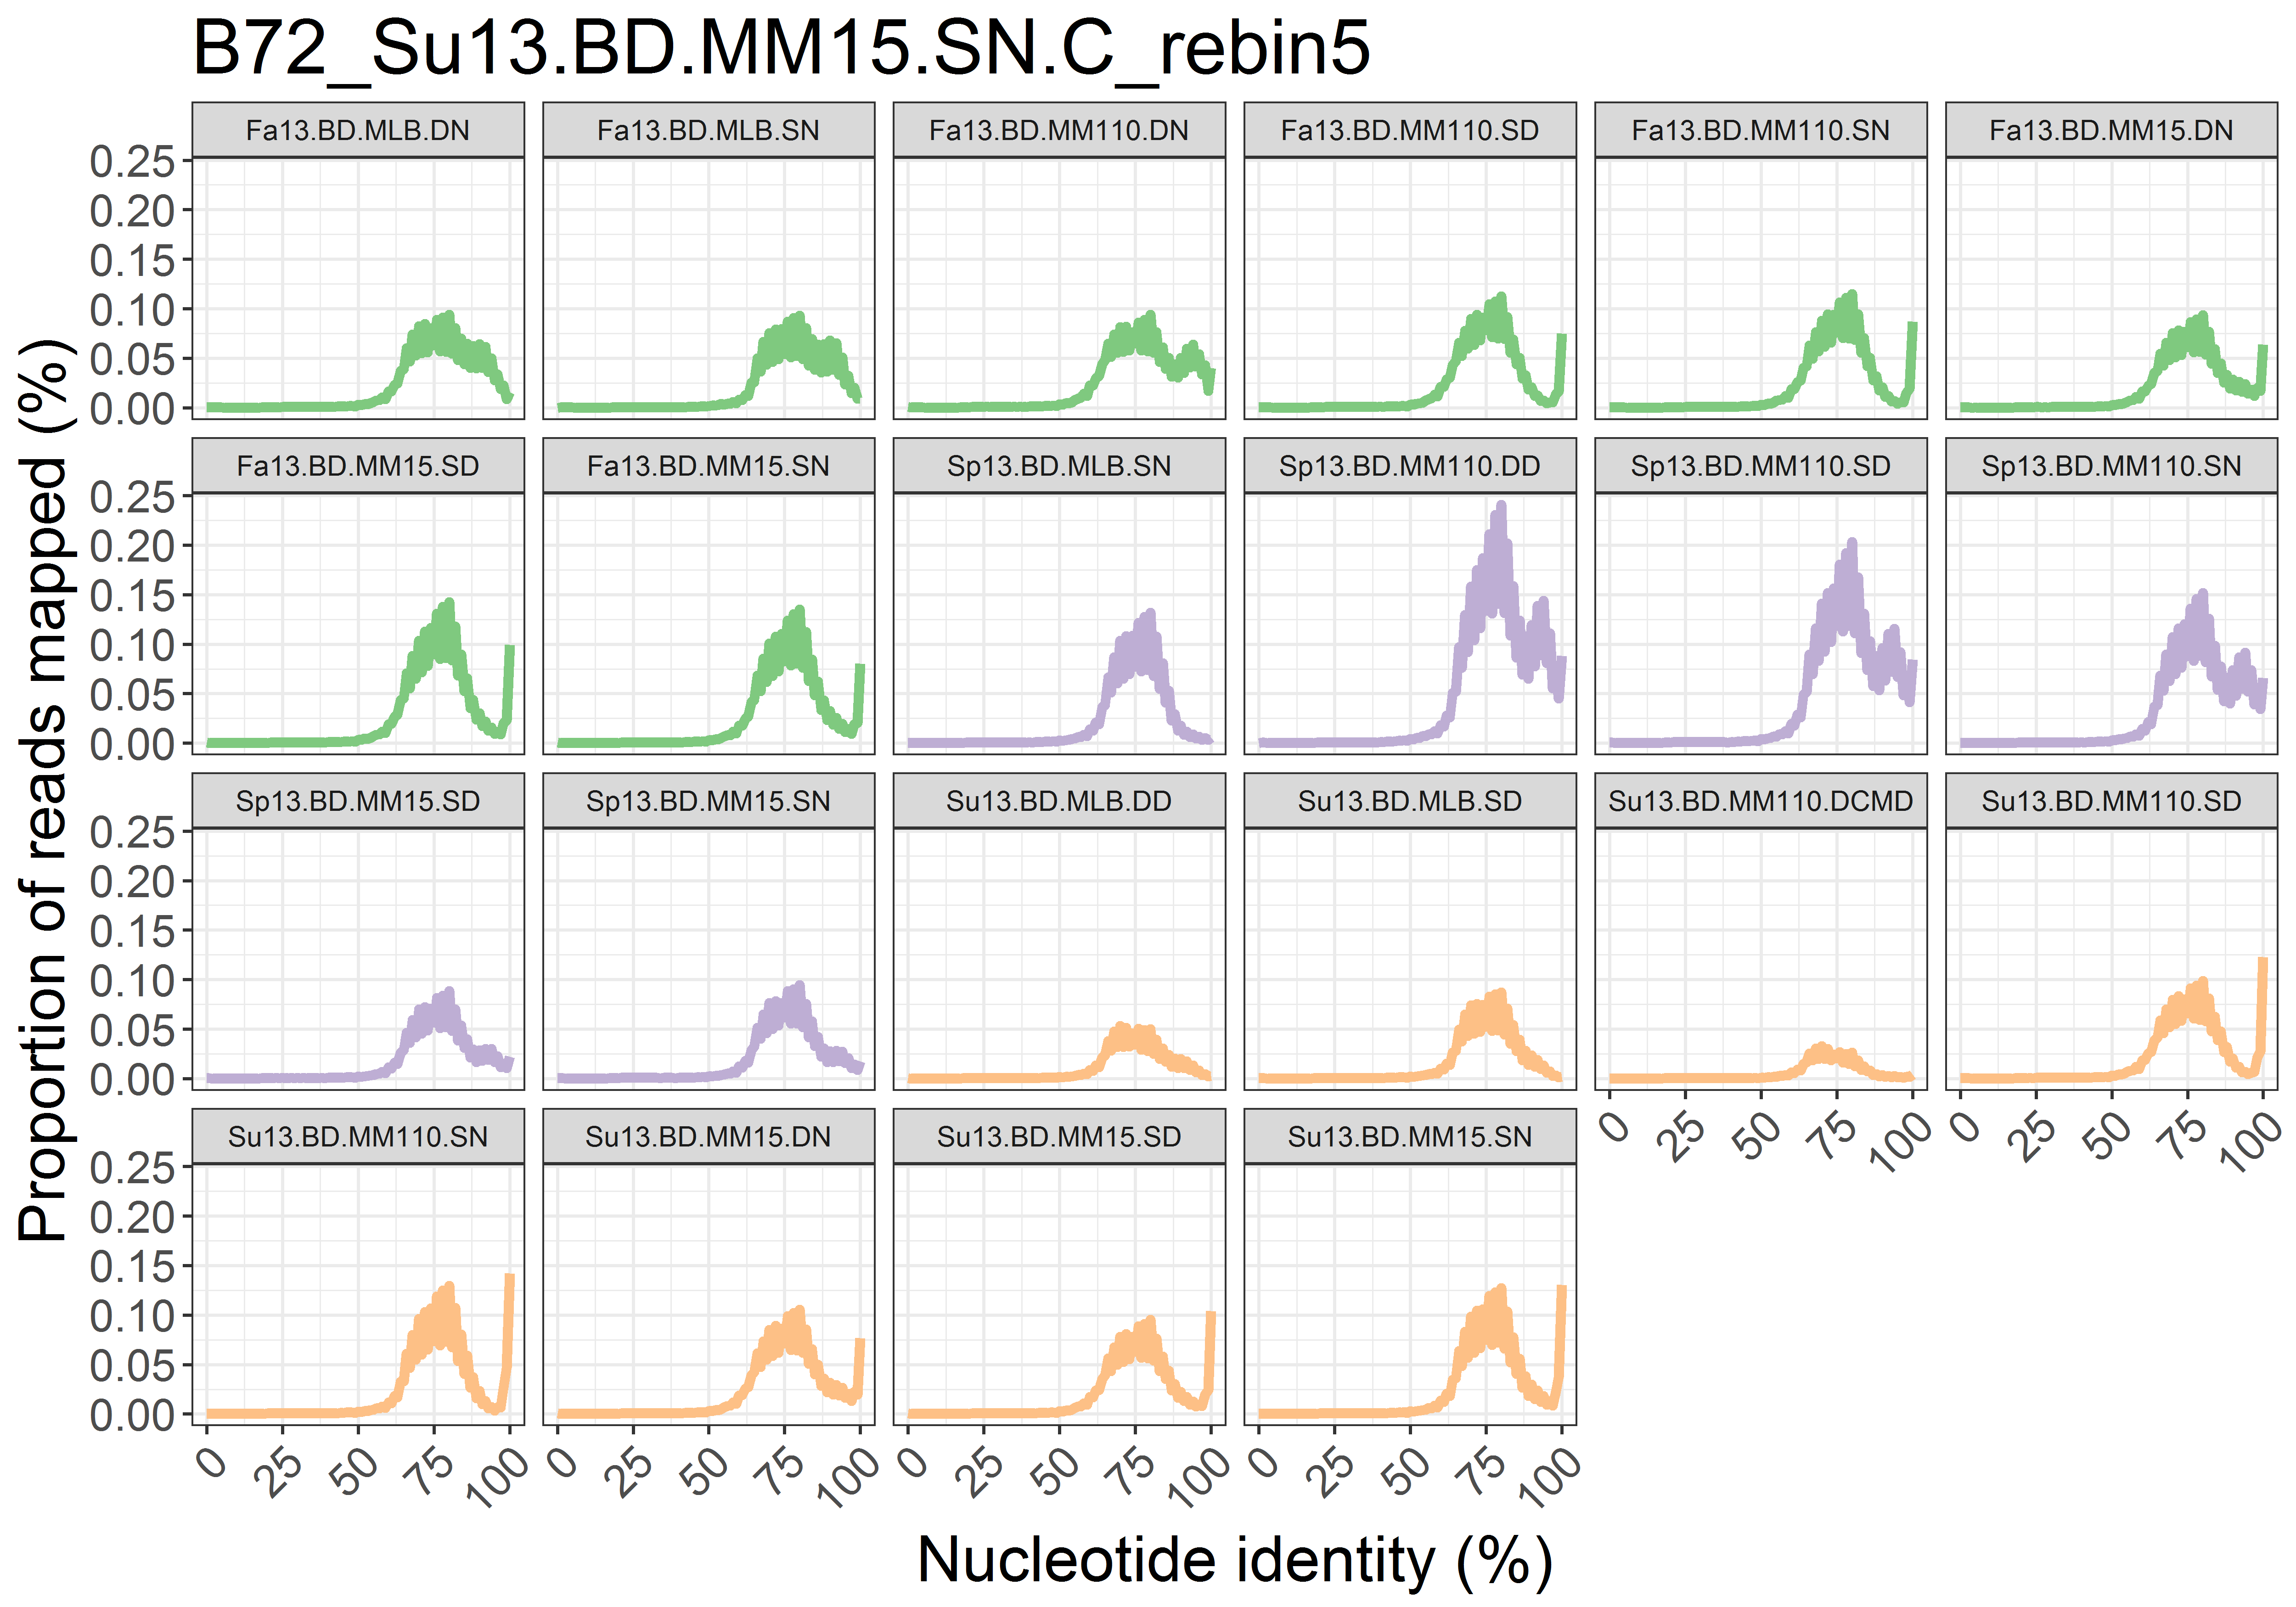 B72_Su13.BD.MM15.SN.C_rebin5
Proportion of reads mapped (%)
Fa13.BD.MLB.DN Fa13.BD.MLB.SN Fa13.BD.MM110.DN Fa13.BD.MM110.SD Fa13.BD.MM110.SN Fa13.BD.MM15.DN
0.25
0.20
0.15
0.10
0.05
0.00
Fa13.BD.MM15.SD Fa13.BD.MM15.SN Sp13.BD.MLB.SN Sp13.BD.MM110.DD Sp13.BD.MM110.SD Sp13.BD.MM110.SN
0.25
0.20
0.15
0.10
0.05
0.00
Sp13.BD.MM15.SD Sp13.BD.MM15.SN Su13.BD.MLB.DD Su13.BD.MLB.SD Su13.BD.MM110.DCMD Su13.BD.MM110.SD
0.25
0.20
0.15
0.10
0.05
0.00
0 25 50 75 100 0 25 50 75 100
Su13.BD.MM110.SN Su13.BD.MM15.DN Su13.BD.MM15.SD Su13.BD.MM15.SN
0.25
0.20
0.15
0.10
0.05
0.00
0 25 50 75 100 0 25 50 75 100 0 25 50 75 100 0 25 50 75 100
Nucleotide identity (%)